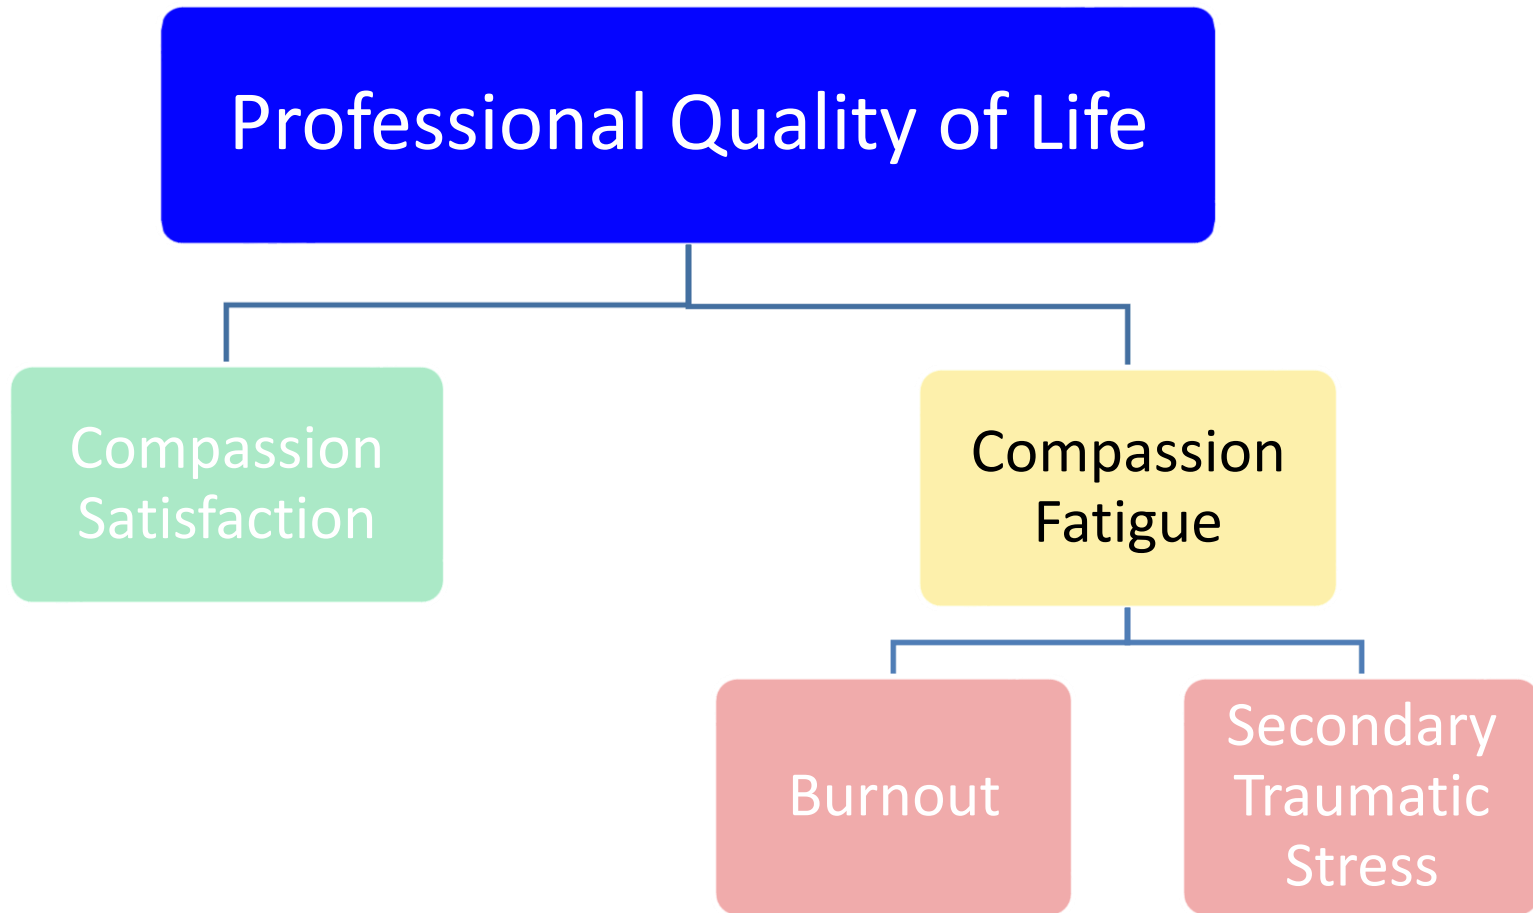 Professional Quality of Life
Compassion
Satisfaction
Compassion
Fatigue
Burnout
Secondary
Traumatic
Stress